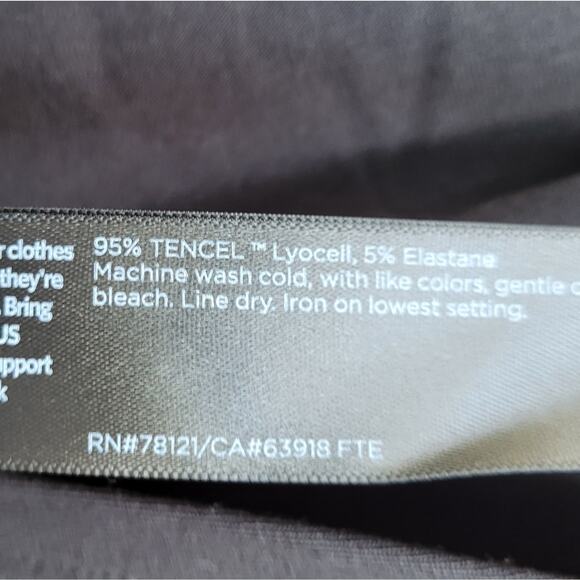 r clothes
they're
. Bring
US
upport
k
95% TENCEL™ Lyocell, 5% Elastane
Machine wash cold, with like colors, gentle c
bleach. Line dry. Iron on lowest setting.
RN#78121/CA#63918 FTE